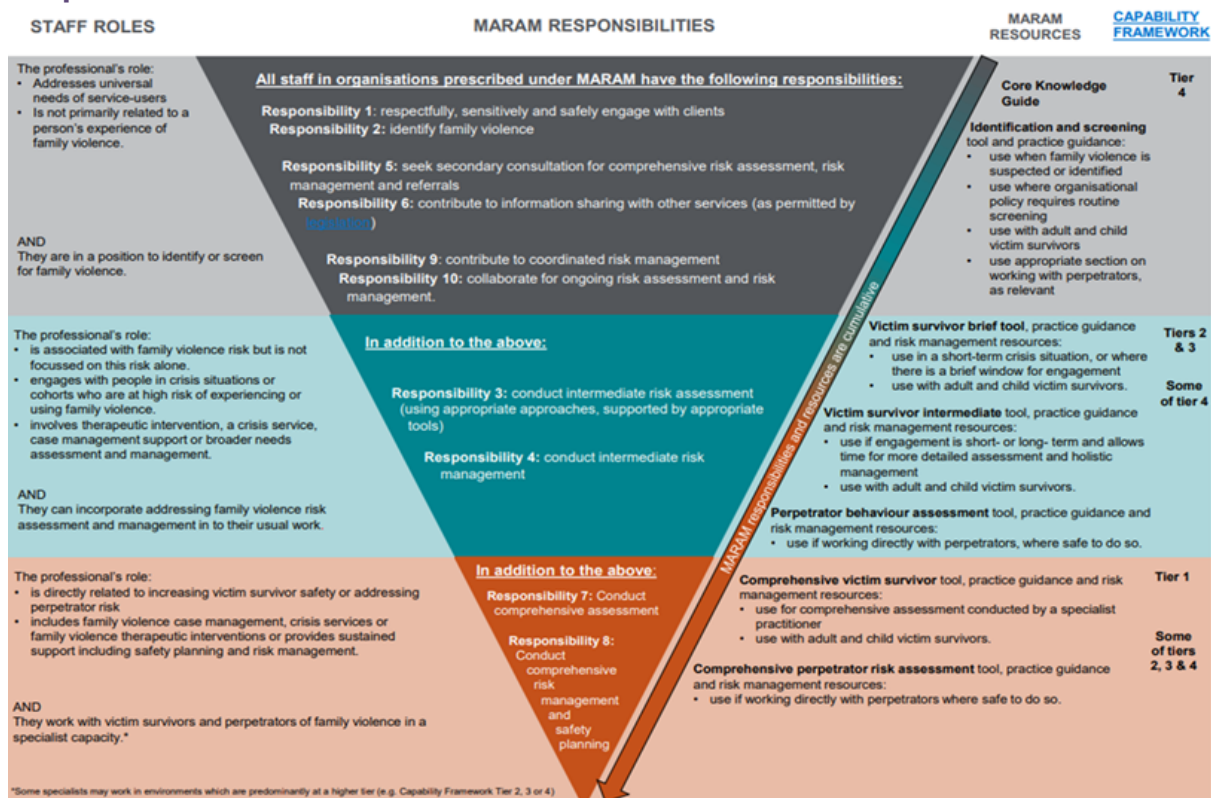 STAFF ROLES
MARAM RESPONSIBILITIES
MARAM
RESOURCES
CAPABILITY
FRAMEWORK
The professional's role:
• Addresses universal
needs of service-users
• Is not primarily related to a
person's experience of
family violence.
AND
They are in a position to identify or screen
for family violence.
All staff in organisations prescribed under MARAM have the following responsibilities:
Responsibility 1: respectfully, sensitively and safely engage with clients
Responsibility 2: identify family violence
Responsibility 5: seek secondary consultation for comprehensive risk assessment, risk
management and referrals
Responsibility 6: contribute to information sharing with other services (as permitted by
legislation)
Responsibility 9: contribute to coordinated risk management
Responsibility 10: collaborate for ongoing risk assessment and risk
management.
Core Knowledge
Guide
Identification and screening
tool and practice guidance:
• use when family violence is
suspected or identified
• use where organisational
policy requires routine
screening
• use with adult and child
victim survivors
• use appropriate section on
working with perpetrators,
as relevant
Tier
4
MARAM responsibilities and resources are cumulative
The professional's role:
• is associated with family violence risk but is not
focussed on this risk alone.
• engages with people in crisis situations or
cohorts who are at high risk of experiencing or
using family violence.
• involves therapeutic intervention, a crisis service,
case management support or broader needs
assessment and management.
AND
They can incorporate addressing family violence risk
assessment and management in to their usual work.
In addition to the above:
Responsibility 3: conduct intermediate risk assessment
(using appropriate approaches, supported by appropriate
tools)
Responsibility 4: conduct intermediate risk
management
Victim survivor brief tool, practice guidance
and risk management resources:
• use in a short-term crisis situation, or where
there is a brief window for engagement
• use with adult and child victim survivors.
Victim survivor intermediate tool, practice guidance
and risk management resources:
• use if engagement is short- or long- term and allows
time for more detailed assessment and holistic
management
• use with adult and child victim survivors.
Perpetrator behaviour assessment tool, practice guidance and
risk management resources:
• use if working directly with perpetrators, where safe to do so.
Tiers 2
& 3
Some
of tier 4
The professional's role:
• is directly related to increasing victim survivor safety or addressing
perpetrator risk
• includes family violence case management, crisis services or
family violence therapeutic interventions or provides sustained
support including safety planning and risk management.
AND
They work with victim survivors and perpetrators of family violence in a
specialist capacity.*
In addition to the above:
Responsibility 7: Conduct
comprehensive assessment
Responsibility 8:
Conduct
comprehensive
risk
management
and
safety
planning
Comprehensive victim survivor tool, practice guidance and risk
management resources:
• use for comprehensive assessment conducted by a specialist
practitioner
• use with adult and child victim survivors.
Comprehensive perpetrator risk assessment tool, practice guidance
and risk management resources:
• use if working directly with perpetrators where safe to do so.
Tier 1
Some
of tiers
2, 3 & 4
*Some specialists may work in environments which are predominantly at a higher tier (e.g. Capability Framework Tier 2, 3 or 4)